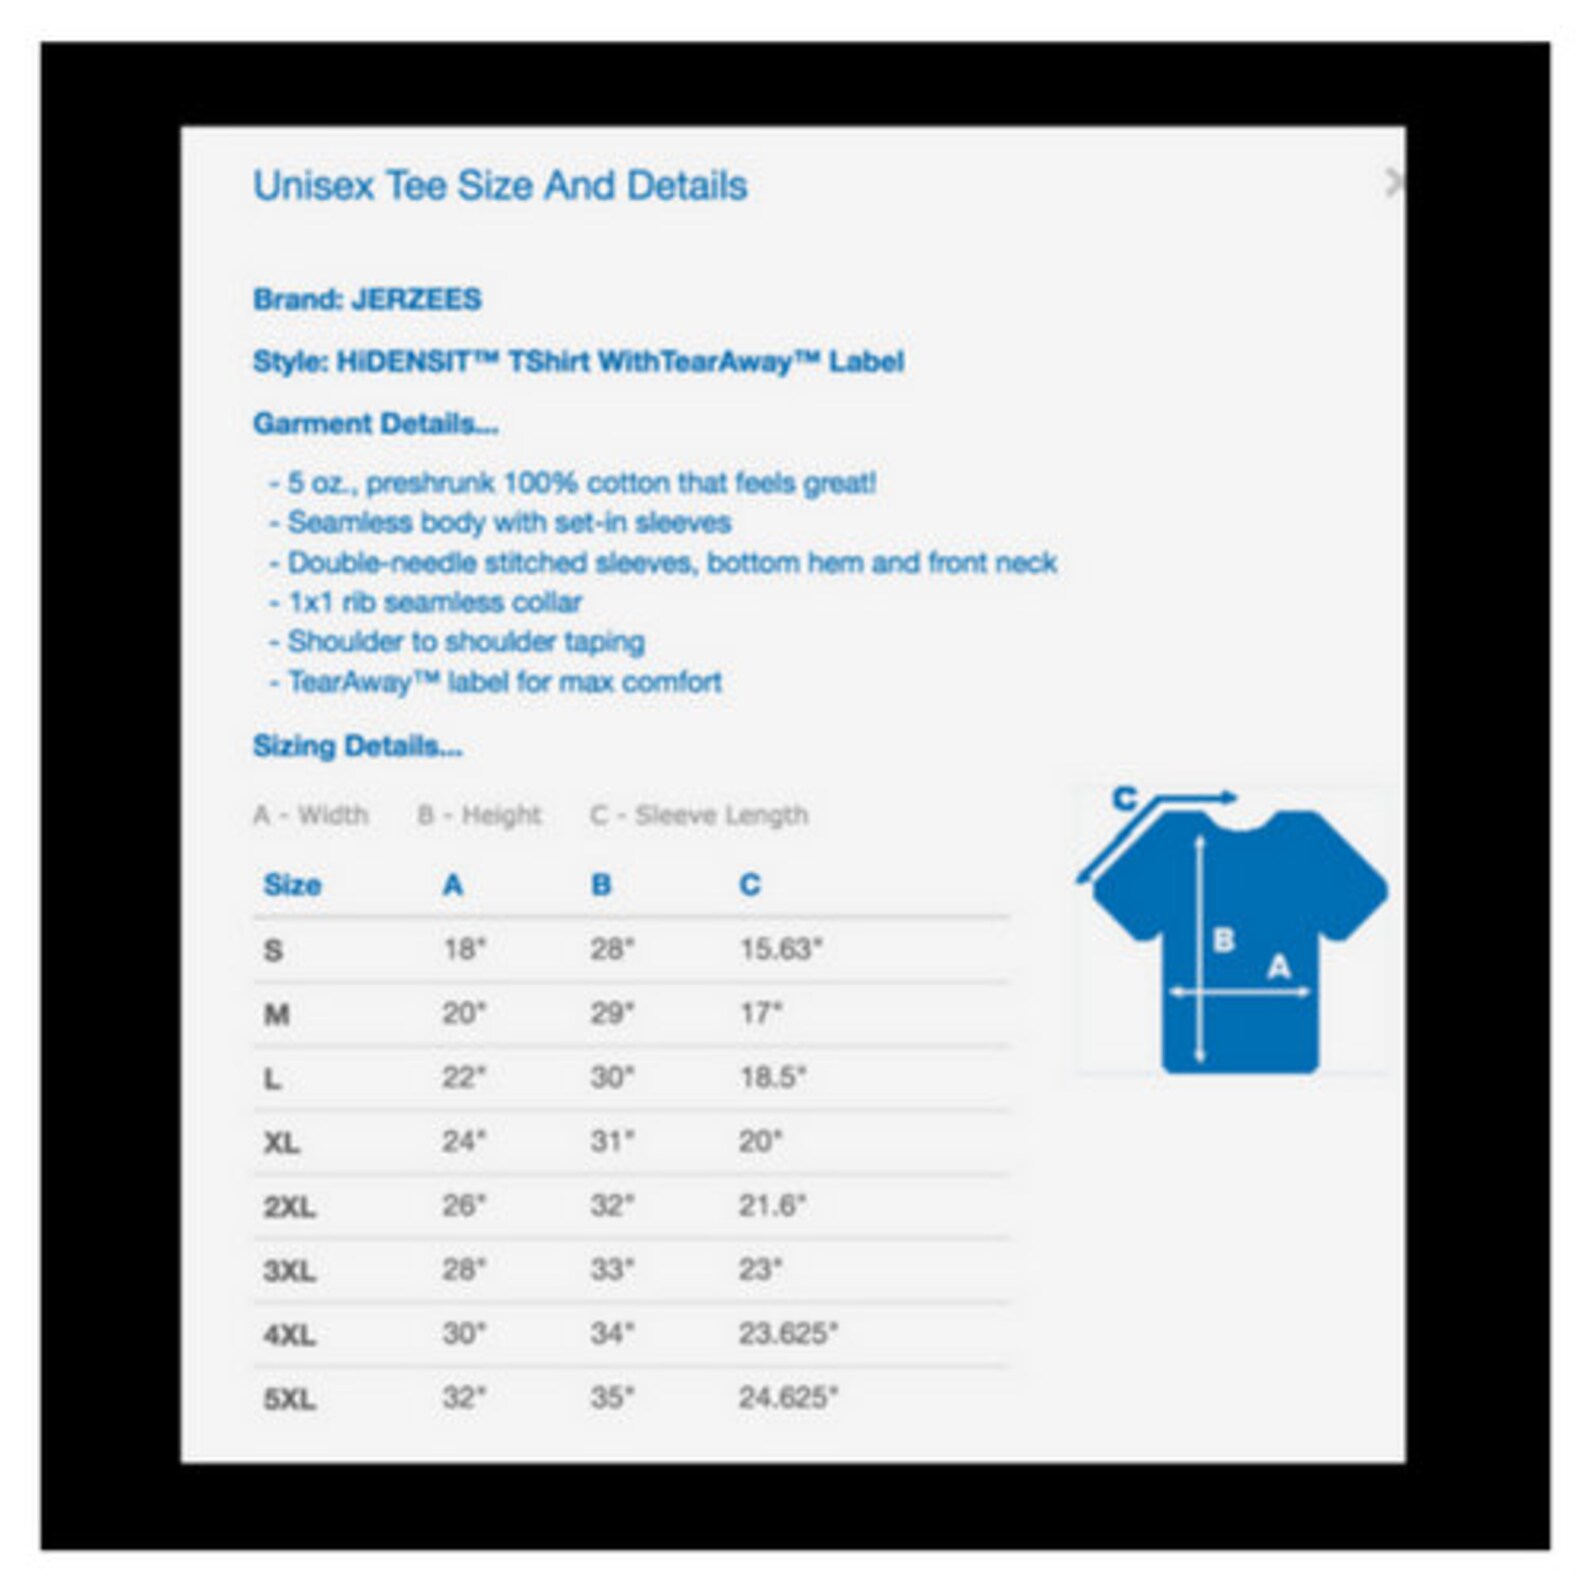 Unisex Tee Size And Details
Brand: JERZEES
Style: HiDENSIT™ TShirt WithTearAway™ Label
Garment Details...
- 5 oz., preshrunk 100% cotton that feels great!
- Seamless body with set-in sleeves
- Double-needle stitched sleeves, bottom hem and front neck
- 1x1 rib seamless collar
- Shoulder to shoulder taping
- TearAway™ label for max comfort
Sizing Details...
A - Width B - Height C - Sleeve Length
Size A B C
S 18" 28" 15.63"
M 20" 29" 17"
L 22" 30" 18.5"
XL 24" 31" 20"
2XL 26" 32" 21.6"
3XL 28" 33" 23"
4XL 30" 34" 23.625"
5XL 32" 35" 24.625"
C
B
A